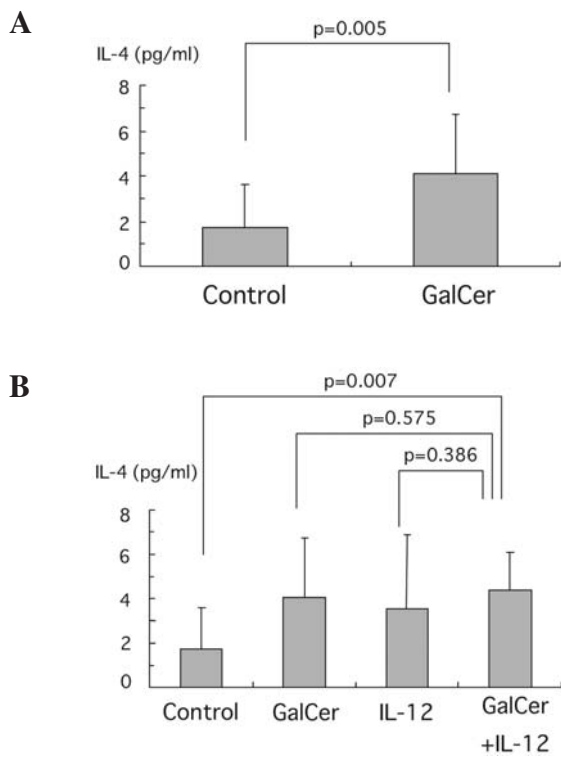 A
p=0.005
IL-4 (pg/ml)
8
6
4
2
0
Control GalCer
B
p=0.007
p=0.575
p=0.386
IL-4 (pg/ml)
8
6
4
2
0
Control GalCer IL-12 GalCer
+IL-12